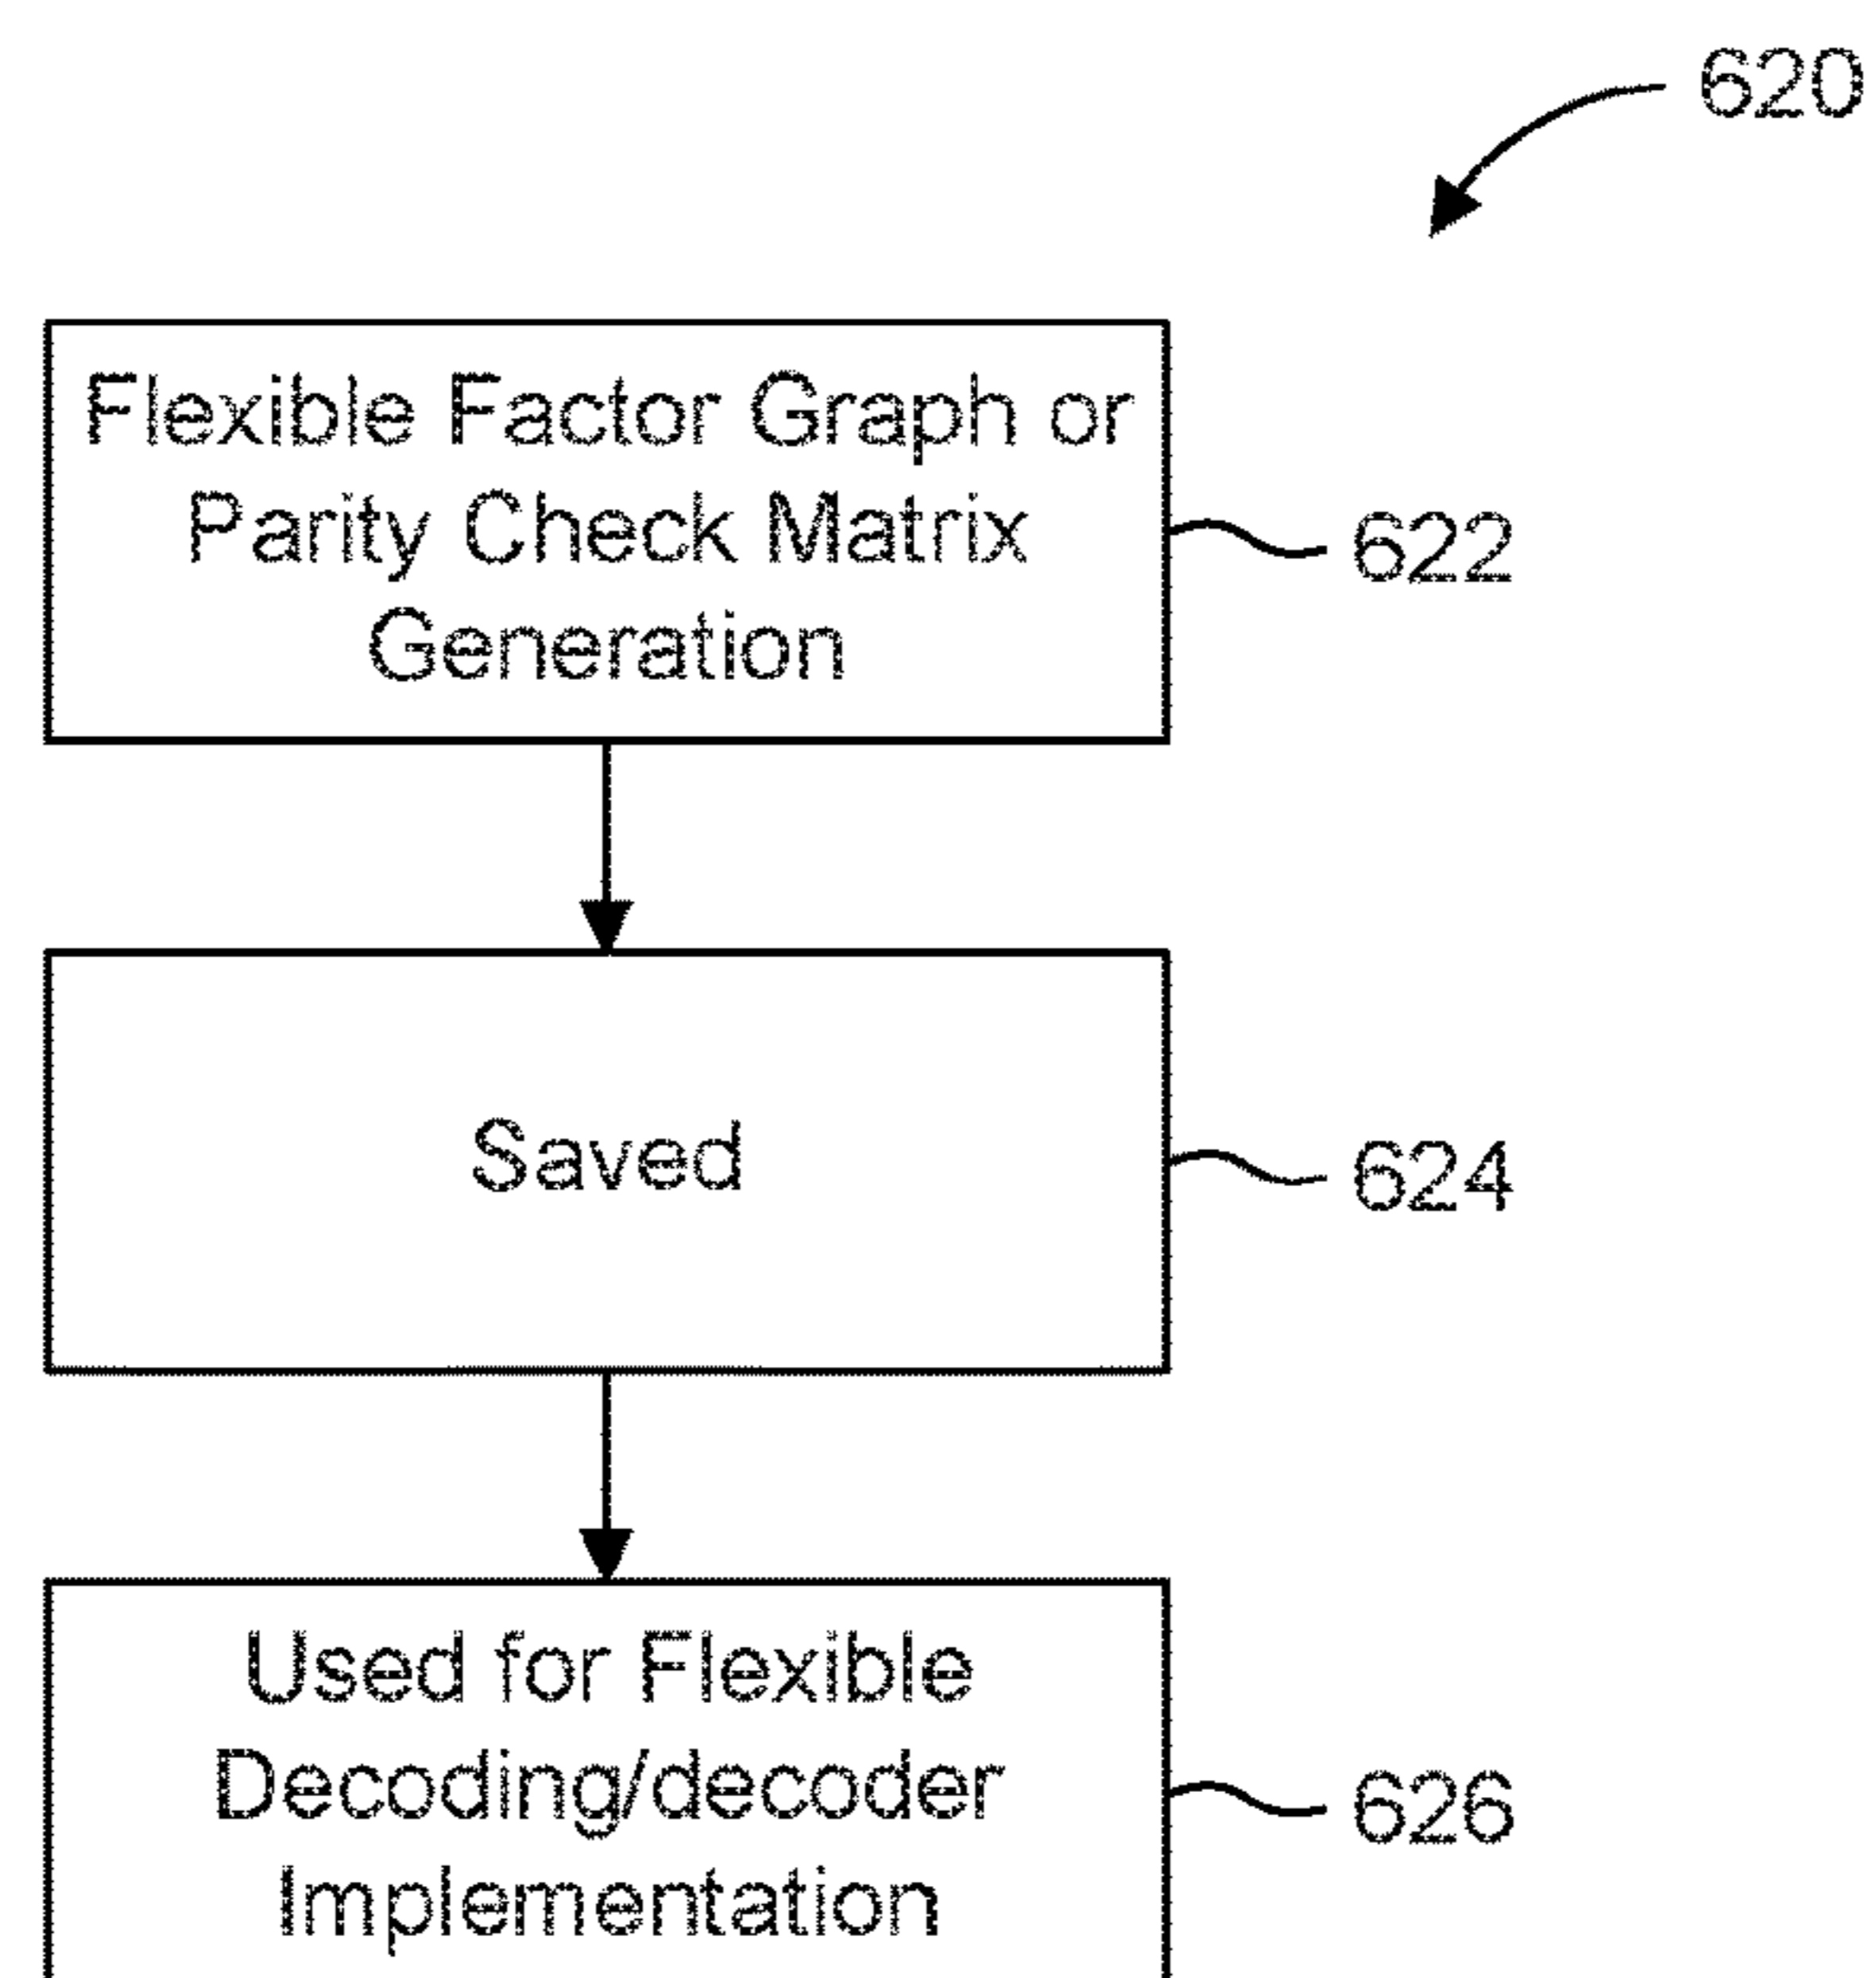 620
Flexible Factor Graph or
Parity Check Matrix
Generation
622
Saved
624
Used for Flexible
Decoding/decoder
Implementation
626